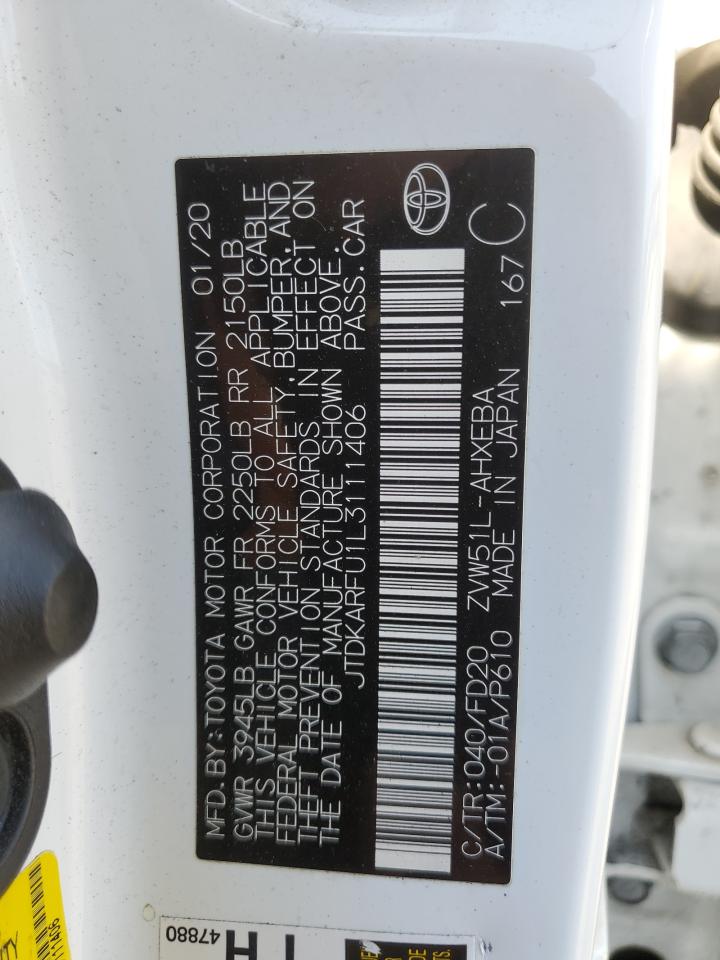 MFD. BY: TOYOTA MOTOR CORPORATION 01/20
GVWR 3945LB GAWR FR 2250LB RR 2150LB
THIS VEHICLE CONFORMS TO ALL APPLICABLE
FEDERAL MOTOR VEHICLE SAFETY, BUMPER, AND
THEFT PREVENTION STANDARDS IN EFFECT ON
THE DATE OF MANUFACTURE SHOWN ABOVE.
JTDKARFU1L3111406 PASS. CAR
C/TR: 040/FD20 ZVW51L-AHXEBA
A/TM: -01A/P610 MADE IN JAPAN 167 C
47880
11406